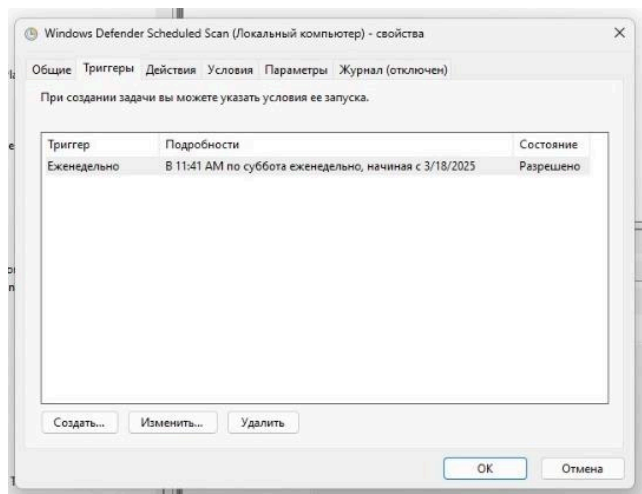 Windows Defender Scheduled Scan (Локальный компьютер) - свойства
Общие Триггеры Действия Условия Параметры Журнал (отключен)
При создании задачи вы можете указать условия ее запуска.
Триггер Подробности Состояние
Еженедельно В 11:41 AM по суббота еженедельно, начиная с 3/18/2025 Разрешено
Создать... Изменить... Удалить
ОК Отмена